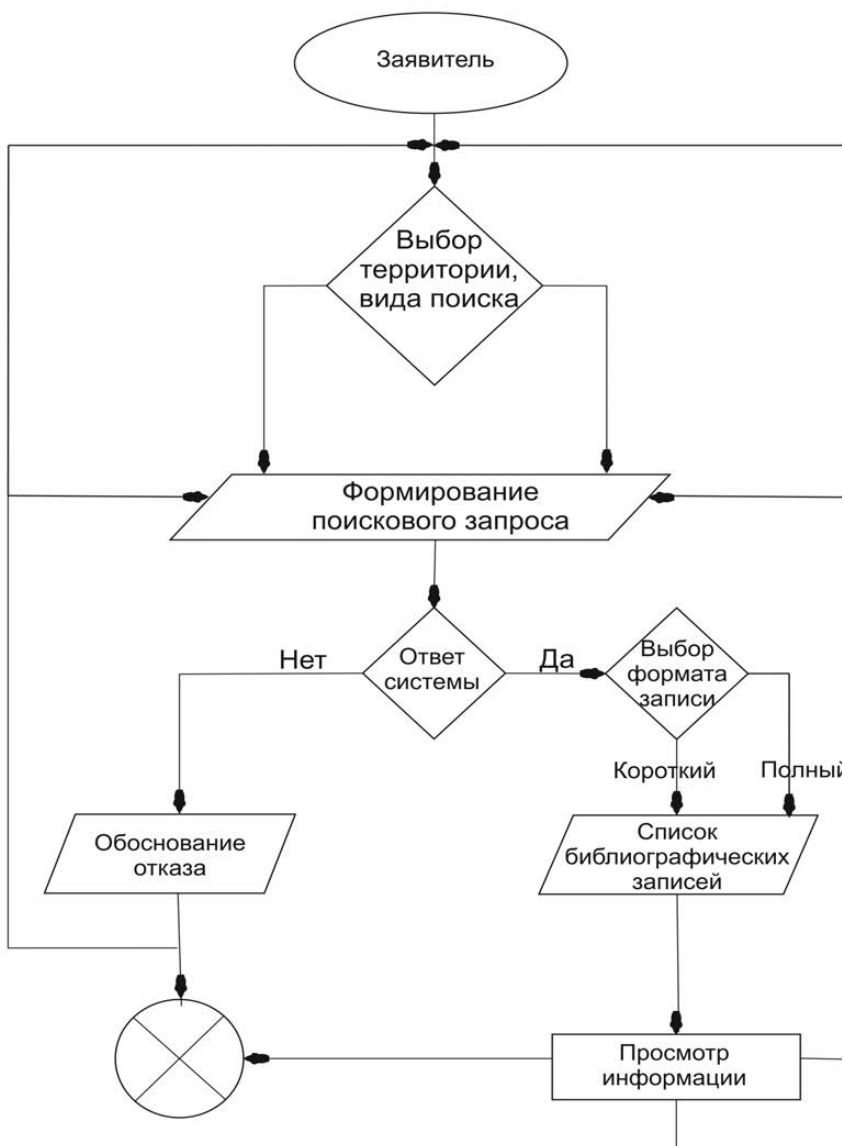 Заявитель
Выбор
территории,
вида поиска
Формирование
поискового запроса
Нет
Ответ
системы
Да
Выбор
формата
записи
Короткий
Полный
Обоснование
отказа
Список
библиографических
записей
Просмотр
информации